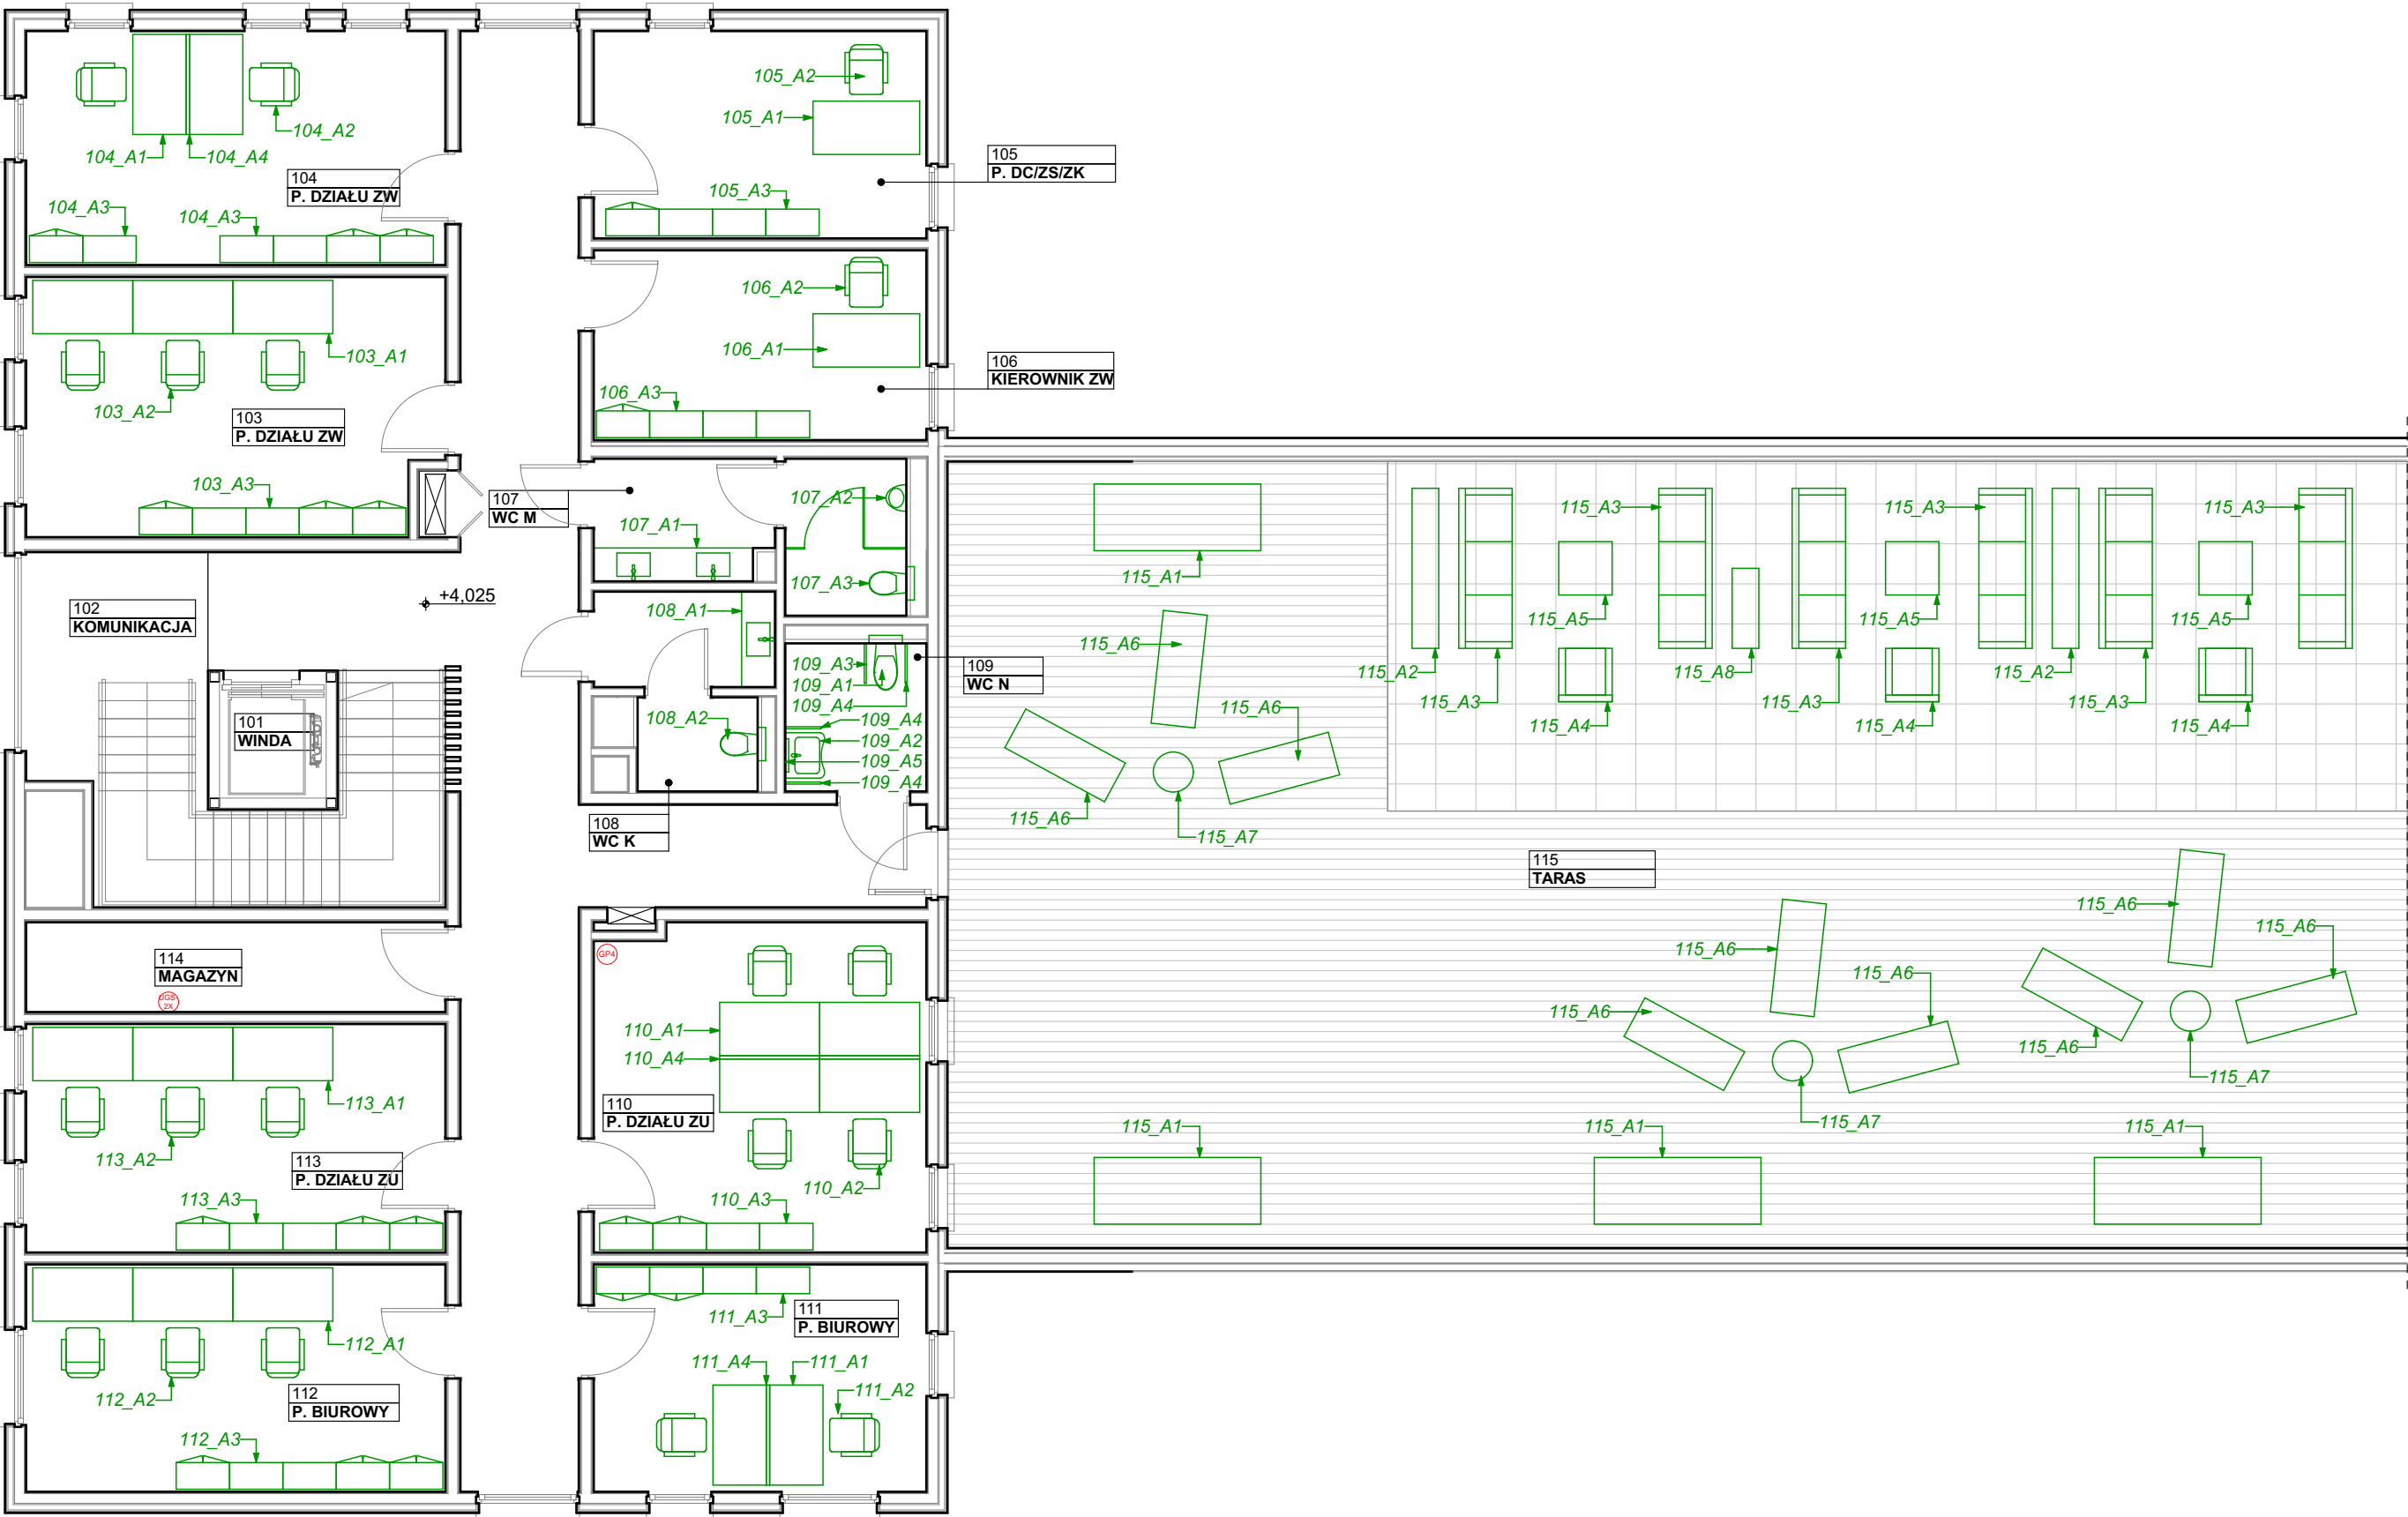 105_A2
105_A1
104_A2
104_A1
104_A4
105
P. DC/ZS/ZK
104
P. DZIAŁU ZW
105_A3
104_A3
104_A3
106_A2
103_A1
106_A1
106
KIEROWNIK ZW
106_A3
103_A2
103
P. DZIAŁU ZW
103_A3
107
WC M
107_A2
107_A1
107_A3
115_A3
115_A3
115_A3
115_A1
102
KOMUNIKACJA
+4,025
108_A1
115_A5
115_A5
115_A5
115_A6
109_A3
109_A1
109_A4
109
WC N
115_A2
115_A8
115_A2
115_A3
115_A3
115_A3
101
WINDA
108_A2
109_A4
109_A2
109_A5
109_A4
115_A6
115_A4
115_A4
115_A4
115_A6
115_A7
108
WC K
115
TARAS
115_A6
115_A6
115_A6
115_A6
115_A6
115_A6
114
MAGAZYN
UGS-
2X
GP4
110_A1
110_A4
115_A7
115_A7
113_A1
110
P. DZIAŁU ZU
115_A1
115_A1
115_A1
113_A2
113
P. DZIAŁU ZU
110_A2
113_A3
110_A3
111_A3
111
P. BIUROWY
112_A1
111_A4
111_A1
111_A2
112_A2
112
P. BIUROWY
112_A3